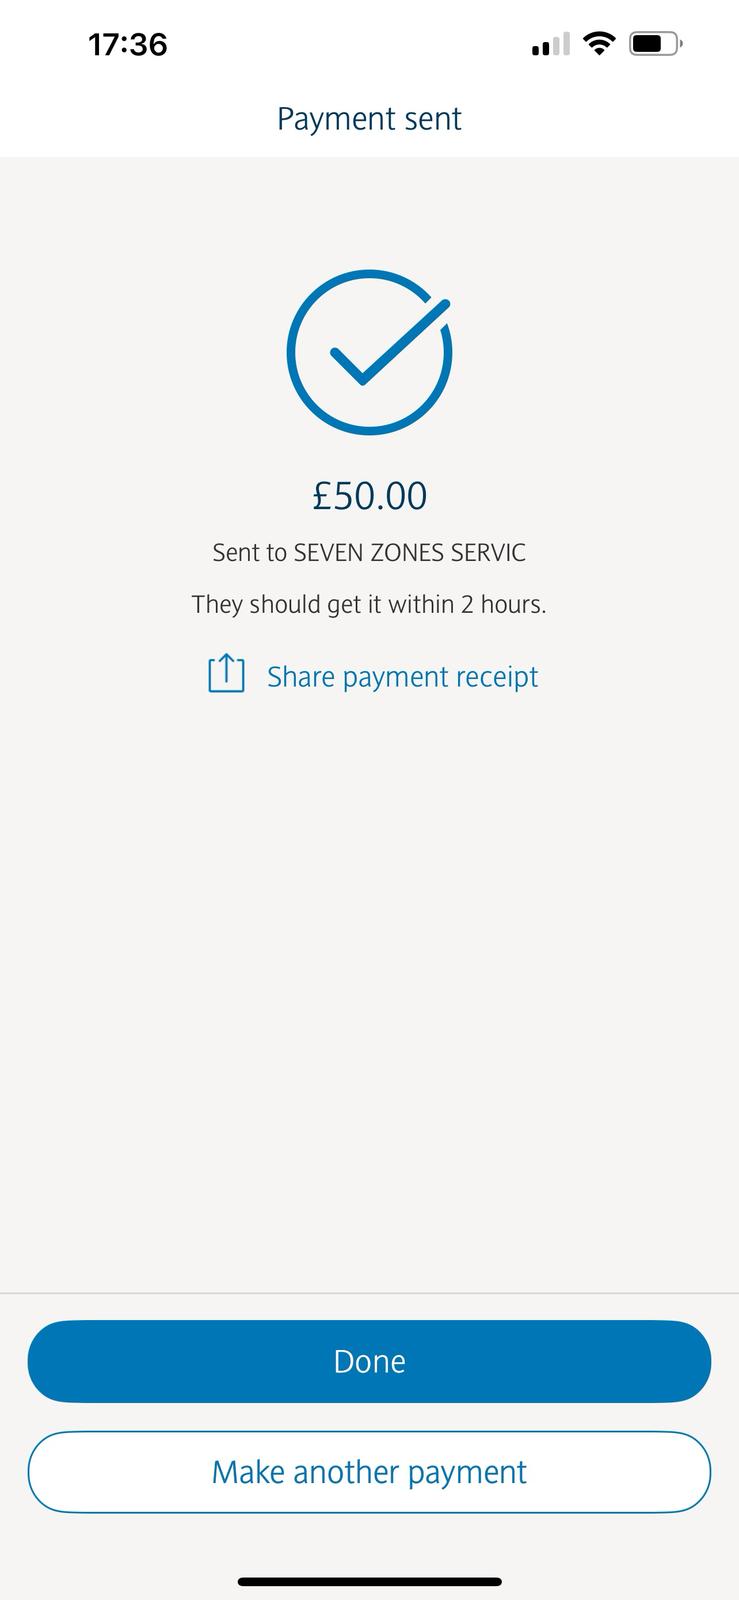 17:36
Payment sent
£50.00
Sent to SEVEN ZONES SERVIC
They should get it within 2 hours.
Share payment receipt
Done
Make another payment